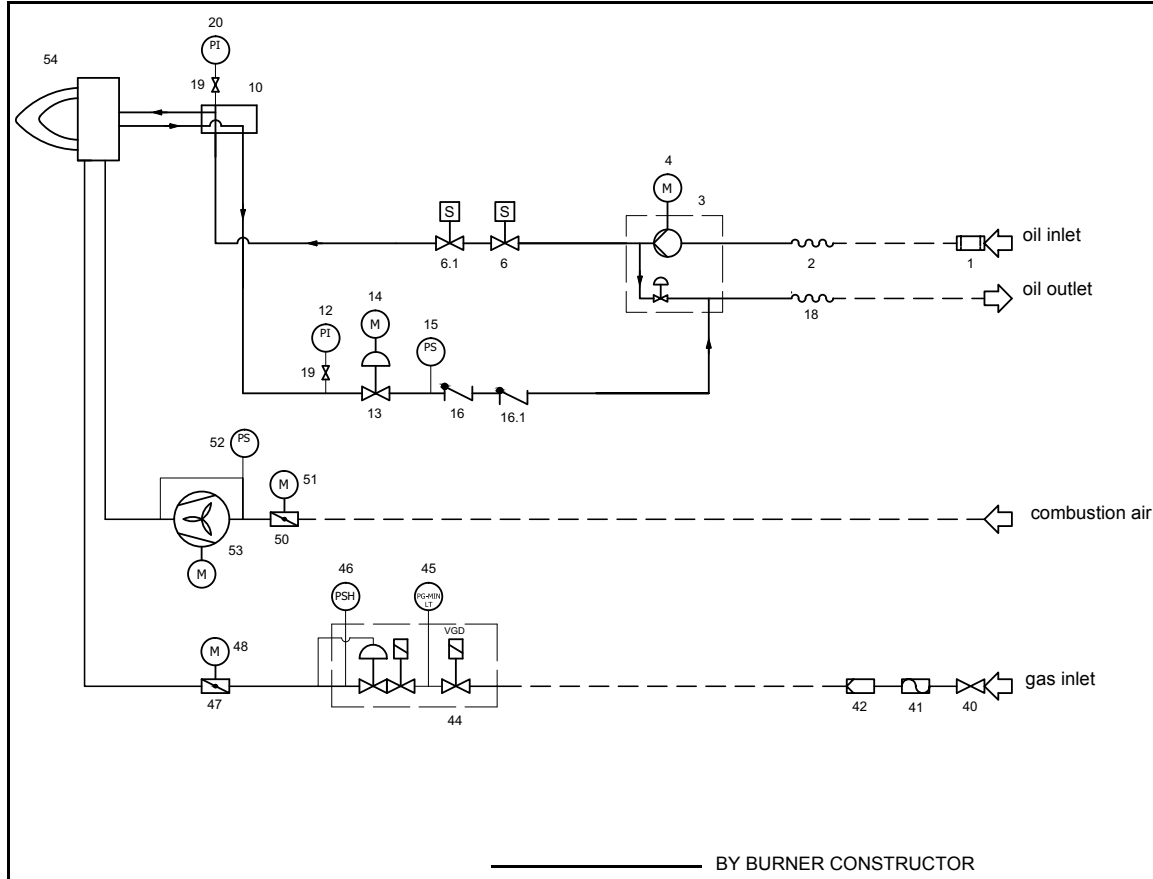 20
PI
54
19
10
4
M
3
S
S
oil inlet
6.1
6
2
1
oil outlet
14
18
12
M
15
PI
PS
19
13
16
16.1
PS
52
M
51
combustion air
50
53
M
46
45
PSH
PG-MIN
LT
VGD
M
48
gas inlet
47
44
42
41
40
BY BURNER CONSTRUCTOR